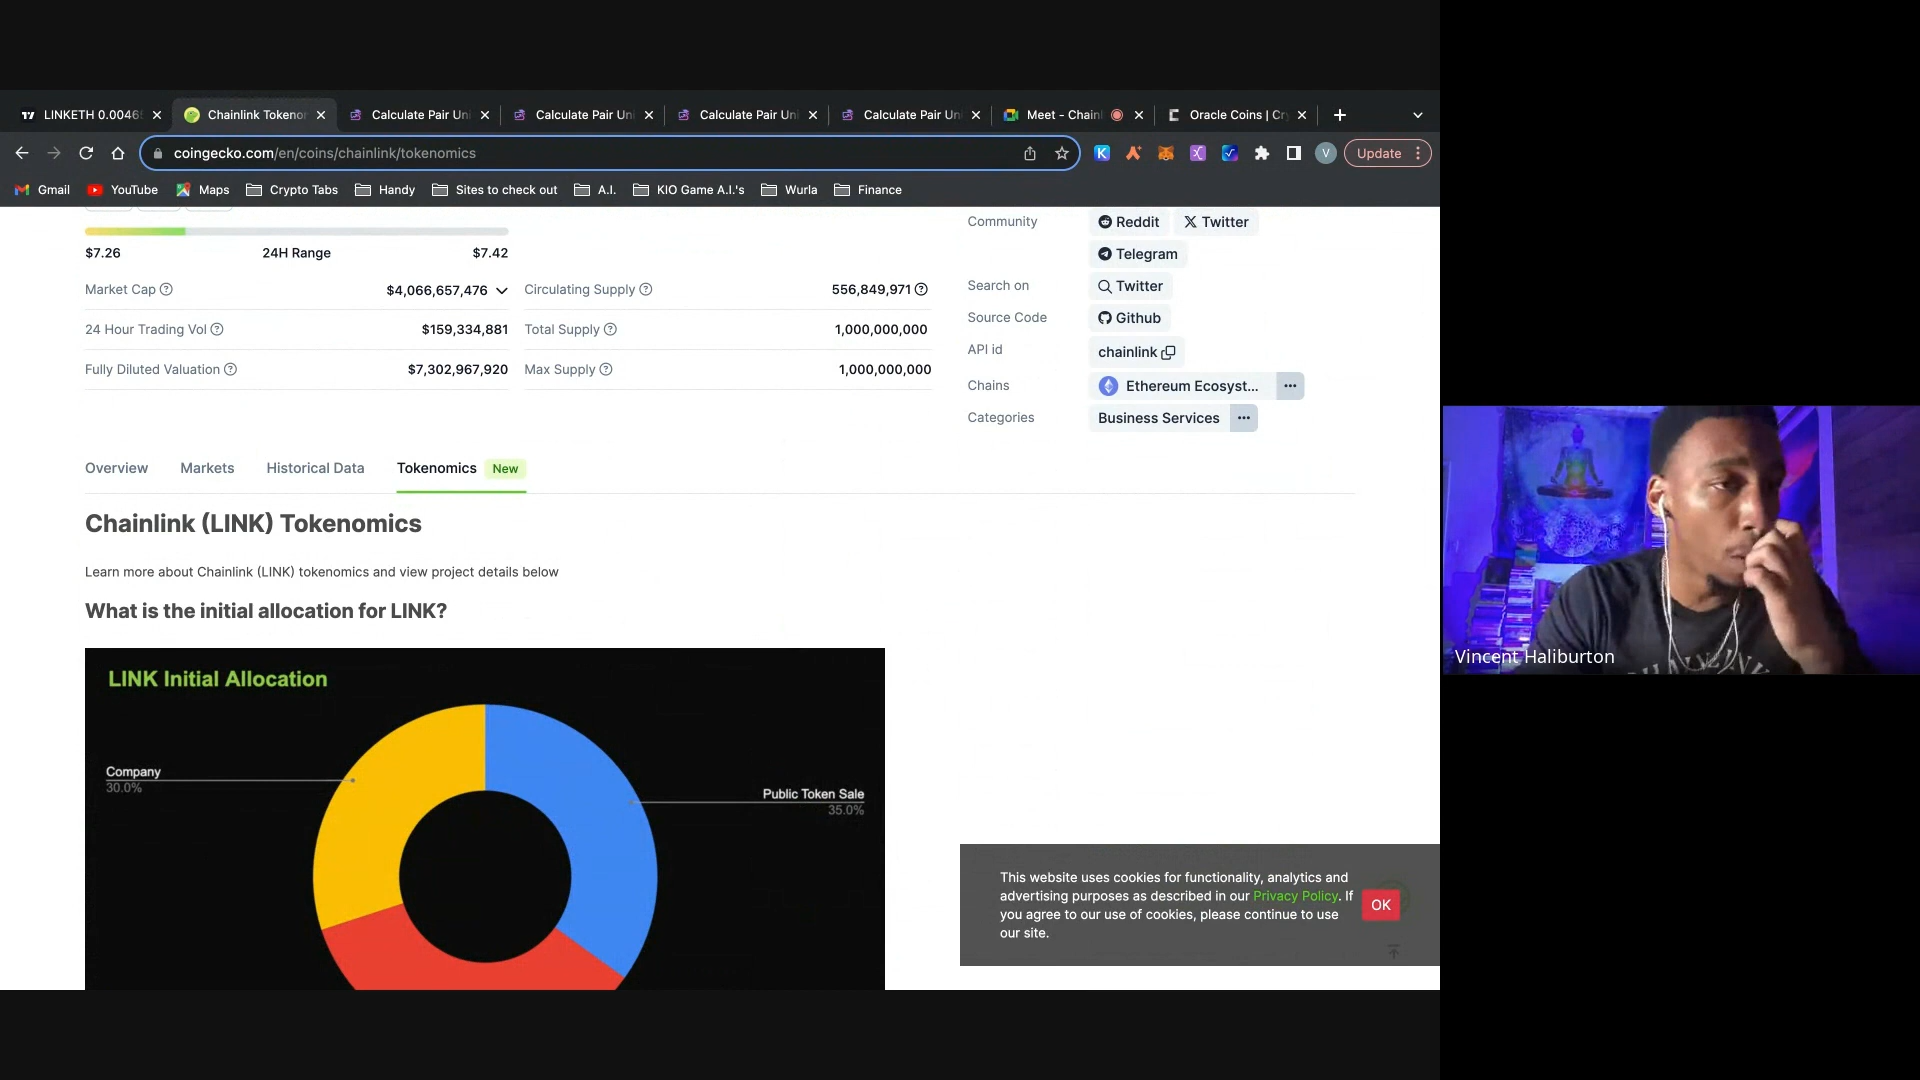 LINKETH 0.0046
Chainlink Tokenor
Calculate Pair Uni
Calculate Pair Uni
Calculate Pair Uni
Calculate Pair Uni
Meet - Chainl
Oracle Coins | Cry
coingecko.com/en/coins/chainlink/tokenomics
V
Update
Gmail
YouTube
Maps
Crypto Tabs
Handy
Sites to check out
A.I.
KIO Game A.I.'s
Wurla
Finance
$7.26
24H Range
$7.42
Market Cap
$4,066,657,476
Circulating Supply
556,849,971
24 Hour Trading Vol
$159,334,881
Total Supply
1,000,000,000
Fully Diluted Valuation
$7,302,967,920
Max Supply
1,000,000,000
Community
Reddit
Twitter
Telegram
Search on
Twitter
Source Code
Github
API id
chainlink
Chains
Ethereum Ecosyst...
Categories
Business Services
Overview
Markets
Historical Data
Tokenomics
New
Chainlink (LINK) Tokenomics
Learn more about Chainlink (LINK) tokenomics and view project details below
What is the initial allocation for LINK?
LINK Initial Allocation
Company
30.0%
Public Token Sale
35.0%
This website uses cookies for functionality, analytics and
advertising purposes as described in our Privacy Policy. If
you agree to our use of cookies, please continue to use
our site.
OK
Vincent Haliburton